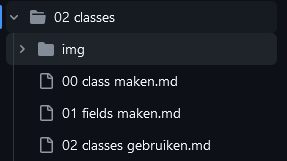 02 classes
img
00 class maken.md
01 fields maken.md
02 classes gebruiken.md